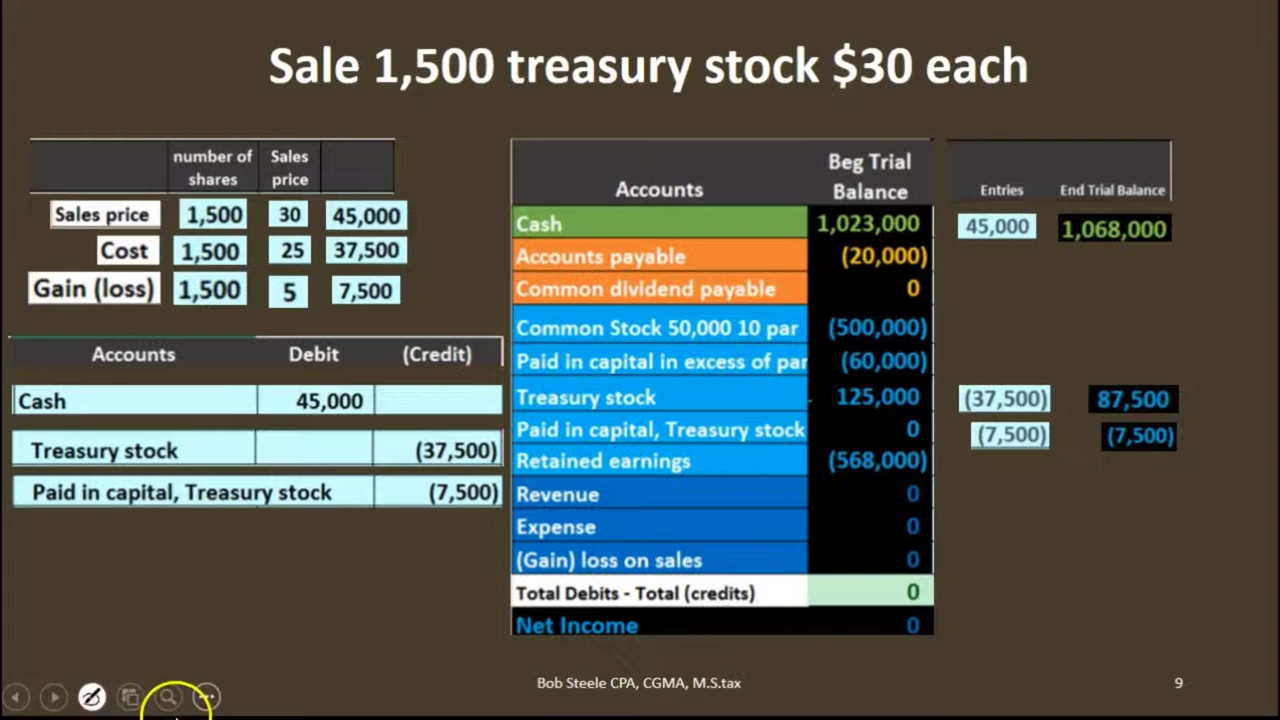 Sale 1,500 treasury stock $30 each
number of shares Sales price
Sales price 1,500 30 45,000
Cost 1,500 25 37,500
Gain (loss) 1,500 5 7,500
Accounts Debit (Credit)
Cash 45,000
Treasury stock (37,500)
Paid in capital, Treasury stock (7,500)
Accounts Beg Trial Balance Entries End Trial Balance
Cash 1,023,000 45,000 1,068,000
Accounts payable (20,000)
Common dividend payable 0
Common Stock 50,000 10 par (500,000)
Paid in capital in excess of par (60,000)
Treasury stock 125,000 (37,500) 87,500
Paid in capital, Treasury stock 0 (7,500) (7,500)
Retained earnings (568,000)
Revenue 0
Expense 0
(Gain) loss on sales 0
Total Debits - Total (credits) 0
Net Income 0
Bob Steele CPA, CGMA, M.S.tax 9